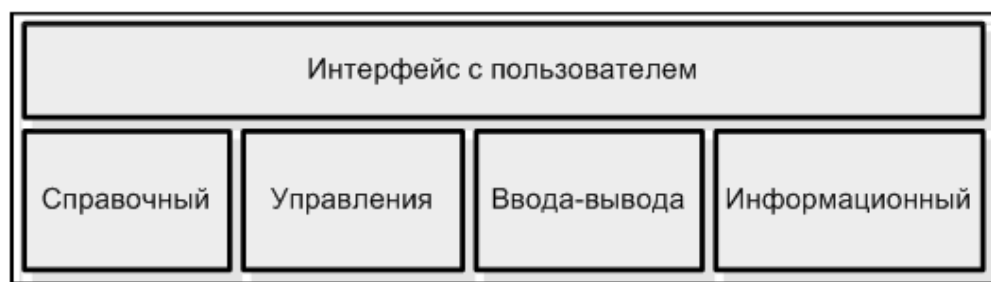 Интерфейс с пользователем
Справочный
Управления
Ввода-вывода
Информационный